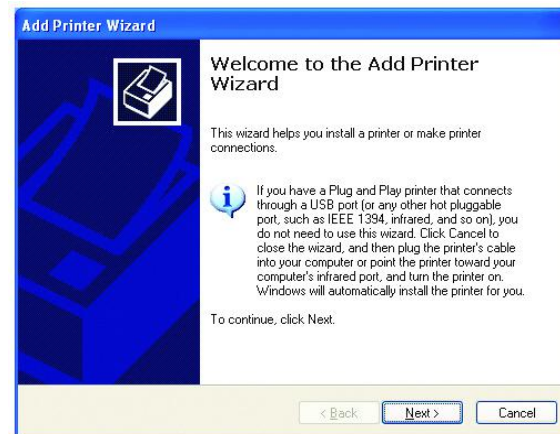 Add Printer Wizard
Welcome to the Add Printer
Wizard
This wizard helps you install a printer or make printer
connections.
If you have a Plug and Play printer that connects
through a USB port (or any other hot pluggable
port, such as IEEE 1394, infrared, and so on), you
do not need to use this wizard. Click Cancel to
close the wizard, and then plug the printer's cable
into your computer or point the printer toward your
computer's infrared port, and turn the printer on.
Windows will automatically install the printer for you.
To continue, click Next.
< Back Next > Cancel